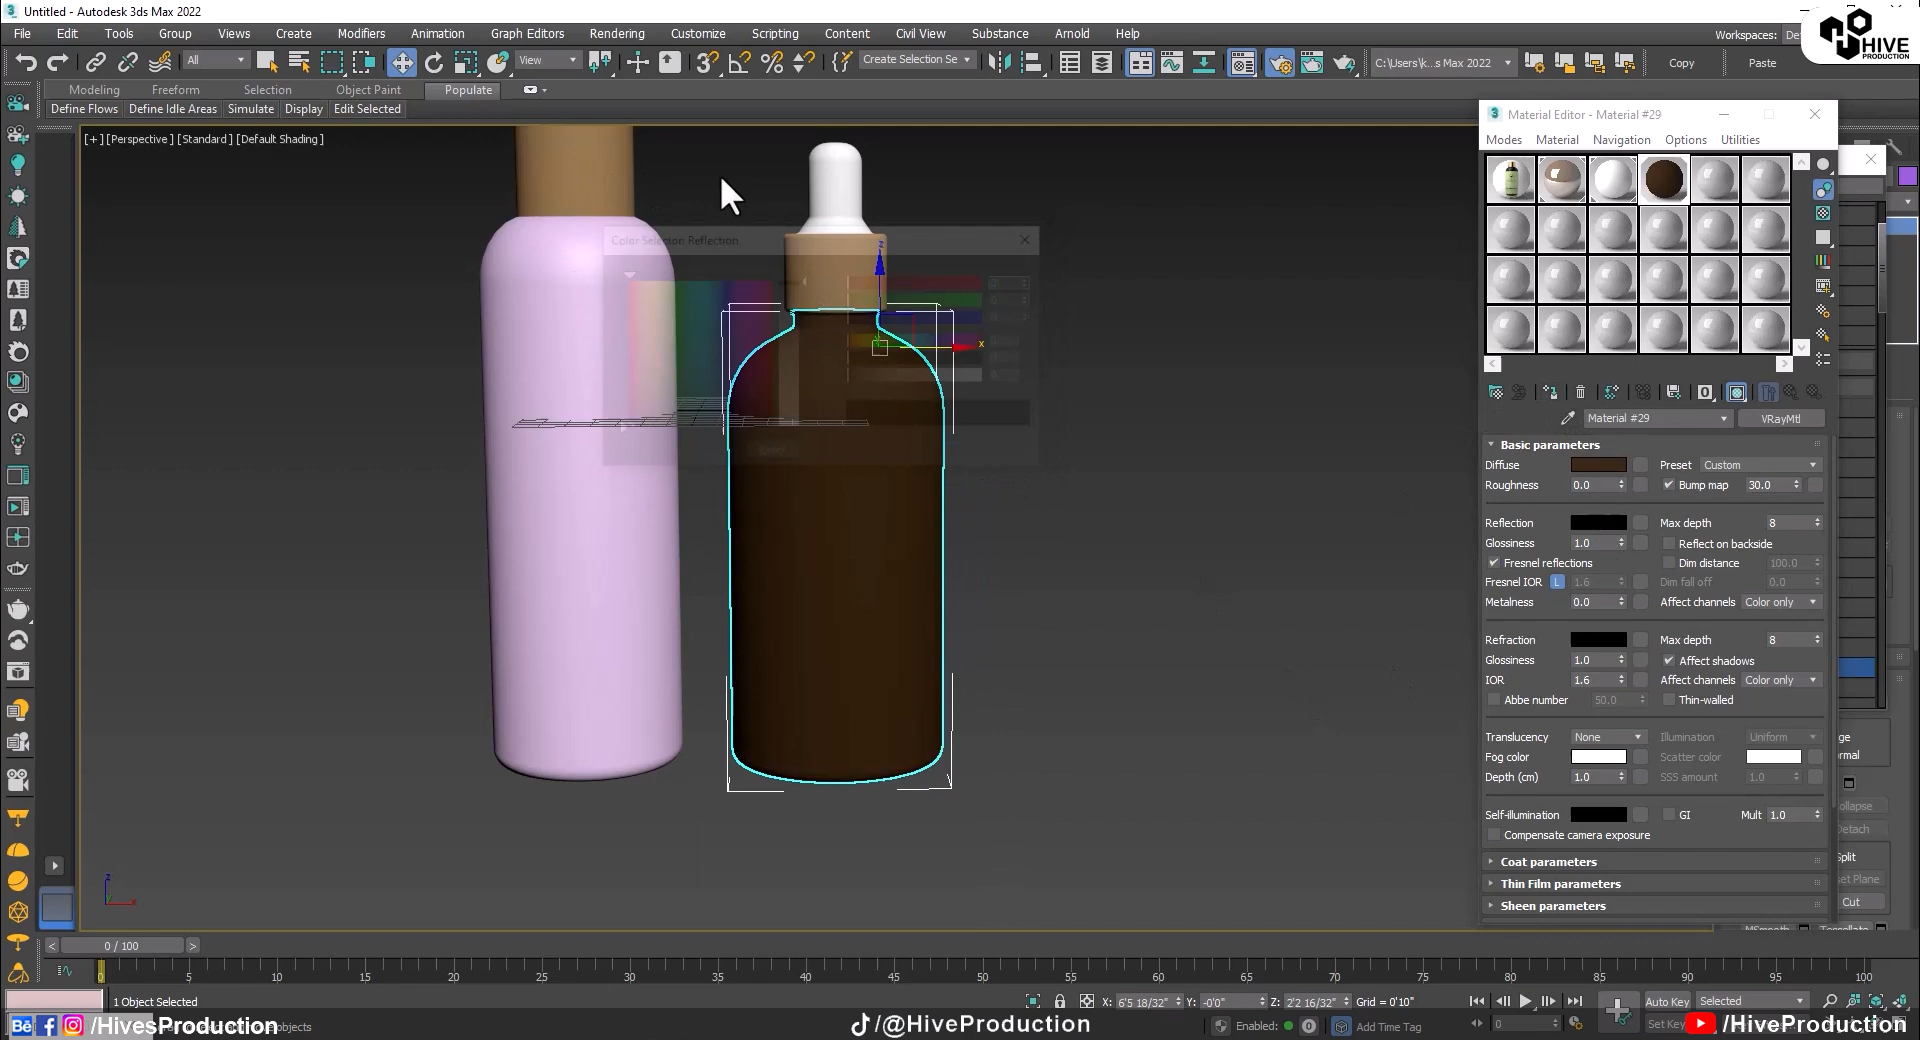 Untitled - Autodesk 3ds Max 2022
File Edit Tools Group Views Create Modifiers Animation Graph Editors Rendering Customize Scripting Content Civil View Substance Arnold Help
Workspaces: De
HIVE
PRODUCTION
All View Create Selection Se C:\Users\k...s Max 2022 Copy Paste
Modeling Freeform Selection Object Paint Populate
Define Flows Define Idle Areas Simulate Display Edit Selected
[+] [Perspective] [Standard] [Default Shading]
Color Selector: Reflection
z
x
Material Editor - Material #29
Modes Material Navigation Options Utilities
Material #29 VRayMtl
Basic parameters
Diffuse Preset Custom
Roughness 0.0 Bump map 30.0
Reflection Max depth 8
Glossiness 1.0 Reflect on backside
Fresnel reflections Dim distance 100.0
Fresnel IOR L 1.6 Dim fall off 0.0
Metalness 0.0 Affect channels Color only
Refraction Max depth 8
Glossiness 1.0 Affect shadows
IOR 1.6 Affect channels Color only
Abbe number 50.0 Thin-walled
Translucency None Illumination Uniform
Fog color Scatter color
Depth (cm) 1.0 SSS amount 1.0
Self-illumination GI Mult 1.0
Compensate camera exposure
Coat parameters
Thin Film parameters
Sheen parameters
Split
Cut
MSmooth Tessellate
0 / 100
0 5 10 15 20 25 30 35 40 45 50 55 60 65 70 75 80 85 90 95 100
1 Object Selected X: 6'5 18/32" Y: -0'0" Z: 2'2 16/32" Grid = 0'10" Auto Key Selected
/HivesProduction objects /@HiveProduction Enabled: 0 Add Time Tag 0 Set Key /HiveProduction